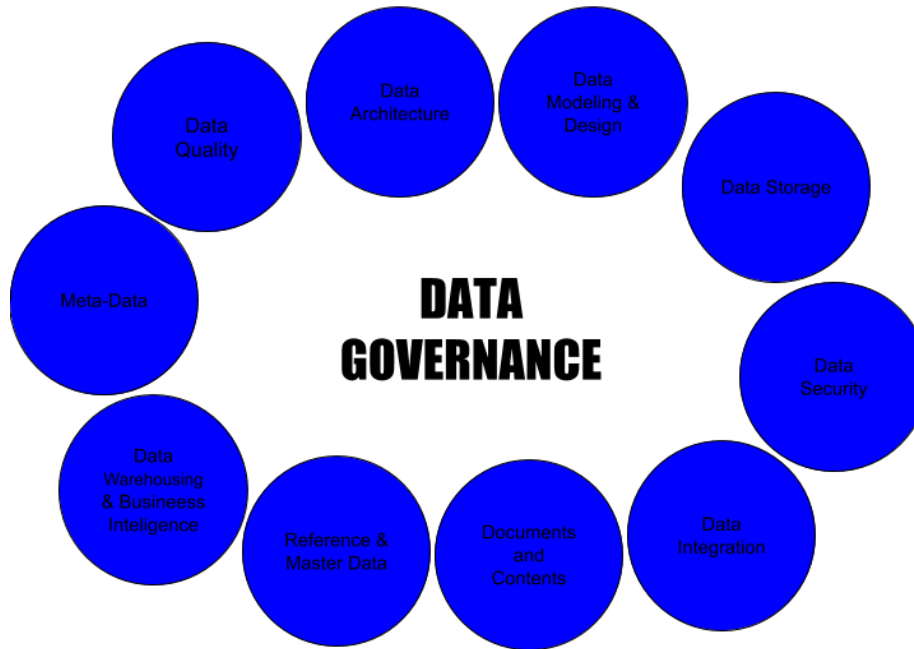 Data
Architecture
Data
Modeling &
Design
Data
Quality
Data Storage
Meta-Data
DATA
GOVERNANCE
Data
Security
Data
Warehousing
& Busineess
Inteligence
Reference &
Master Data
Documents
and
Contents
Data
Integration